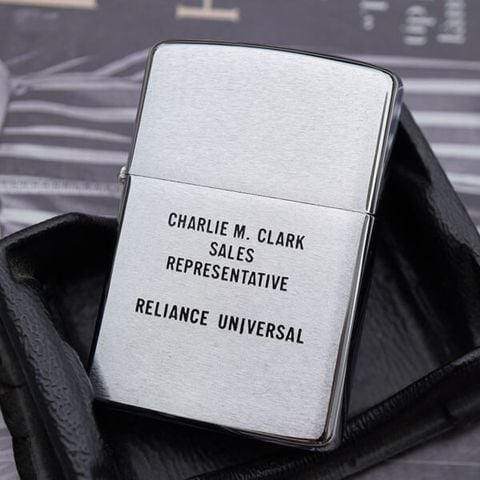 CHARLIE M. CLARK
SALES
REPRESENTATIVE
RELIANCE UNIVERSAL